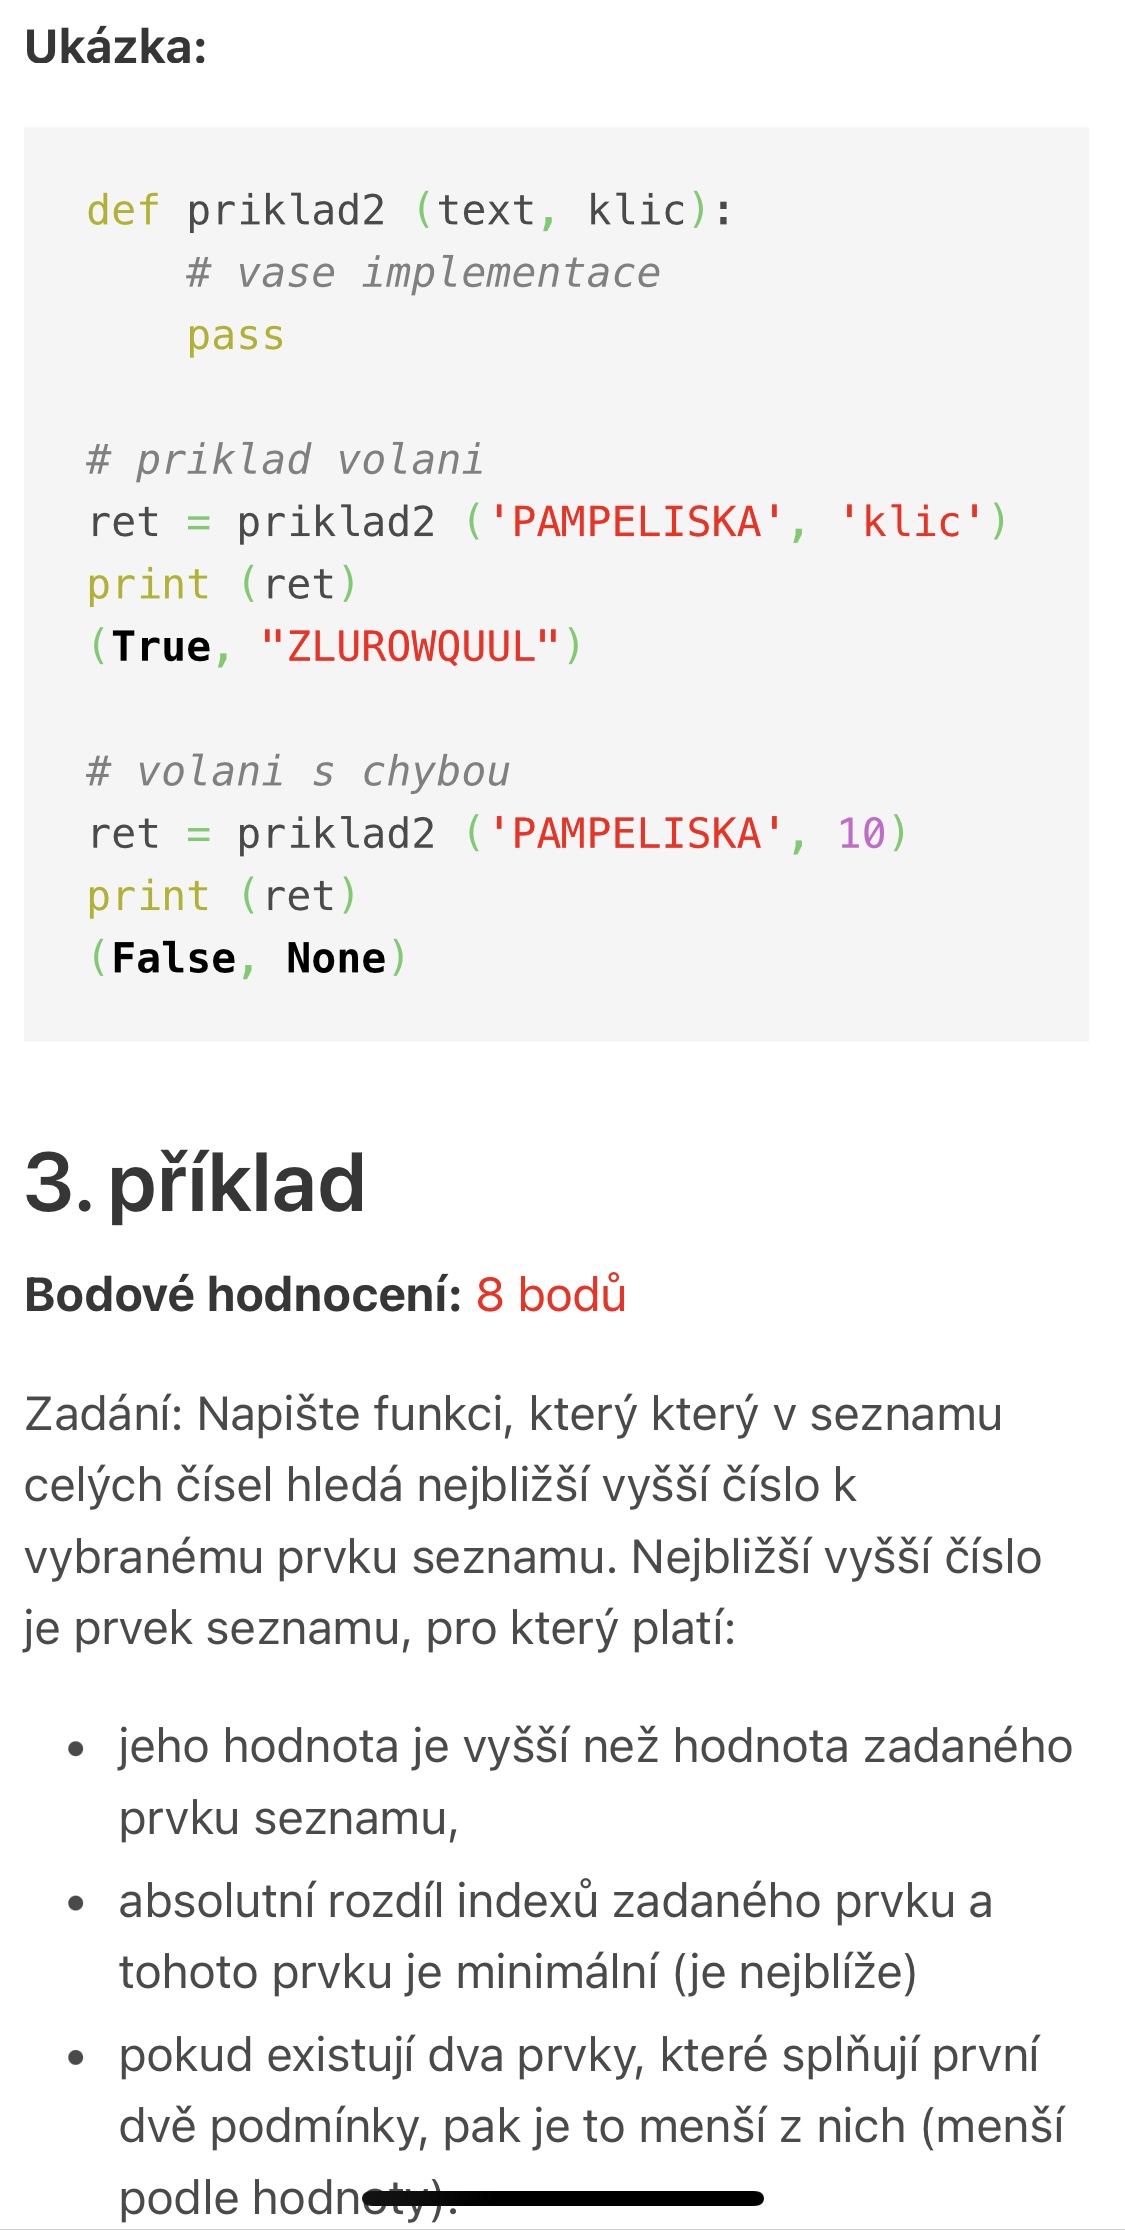 Ukázka:
def priklad2 (text, klic):
    # vase implementace
    pass
# priklad volani
ret = priklad2 ('PAMPELISKA', 'klic')
print (ret)
(True, "ZLUROWQUUL")
# volani s chybou
ret = priklad2 ('PAMPELISKA', 10)
print (ret)
(False, None)
3. příklad
Bodové hodnocení: 8 bodů
Zadání: Napište funkci, který který v seznamu
celých čísel hledá nejbližší vyšší číslo k
vybranému prvku seznamu. Nejbližší vyšší číslo
je prvek seznamu, pro který platí:
• jeho hodnota je vyšší než hodnota zadaného
prvku seznamu,
• absolutní rozdíl indexů zadaného prvku a
tohoto prvku je minimální (je nejblíže)
• pokud existují dva prvky, které splňují první
dvě podmínky, pak je to menší z nich (menší
podle hodnoty).